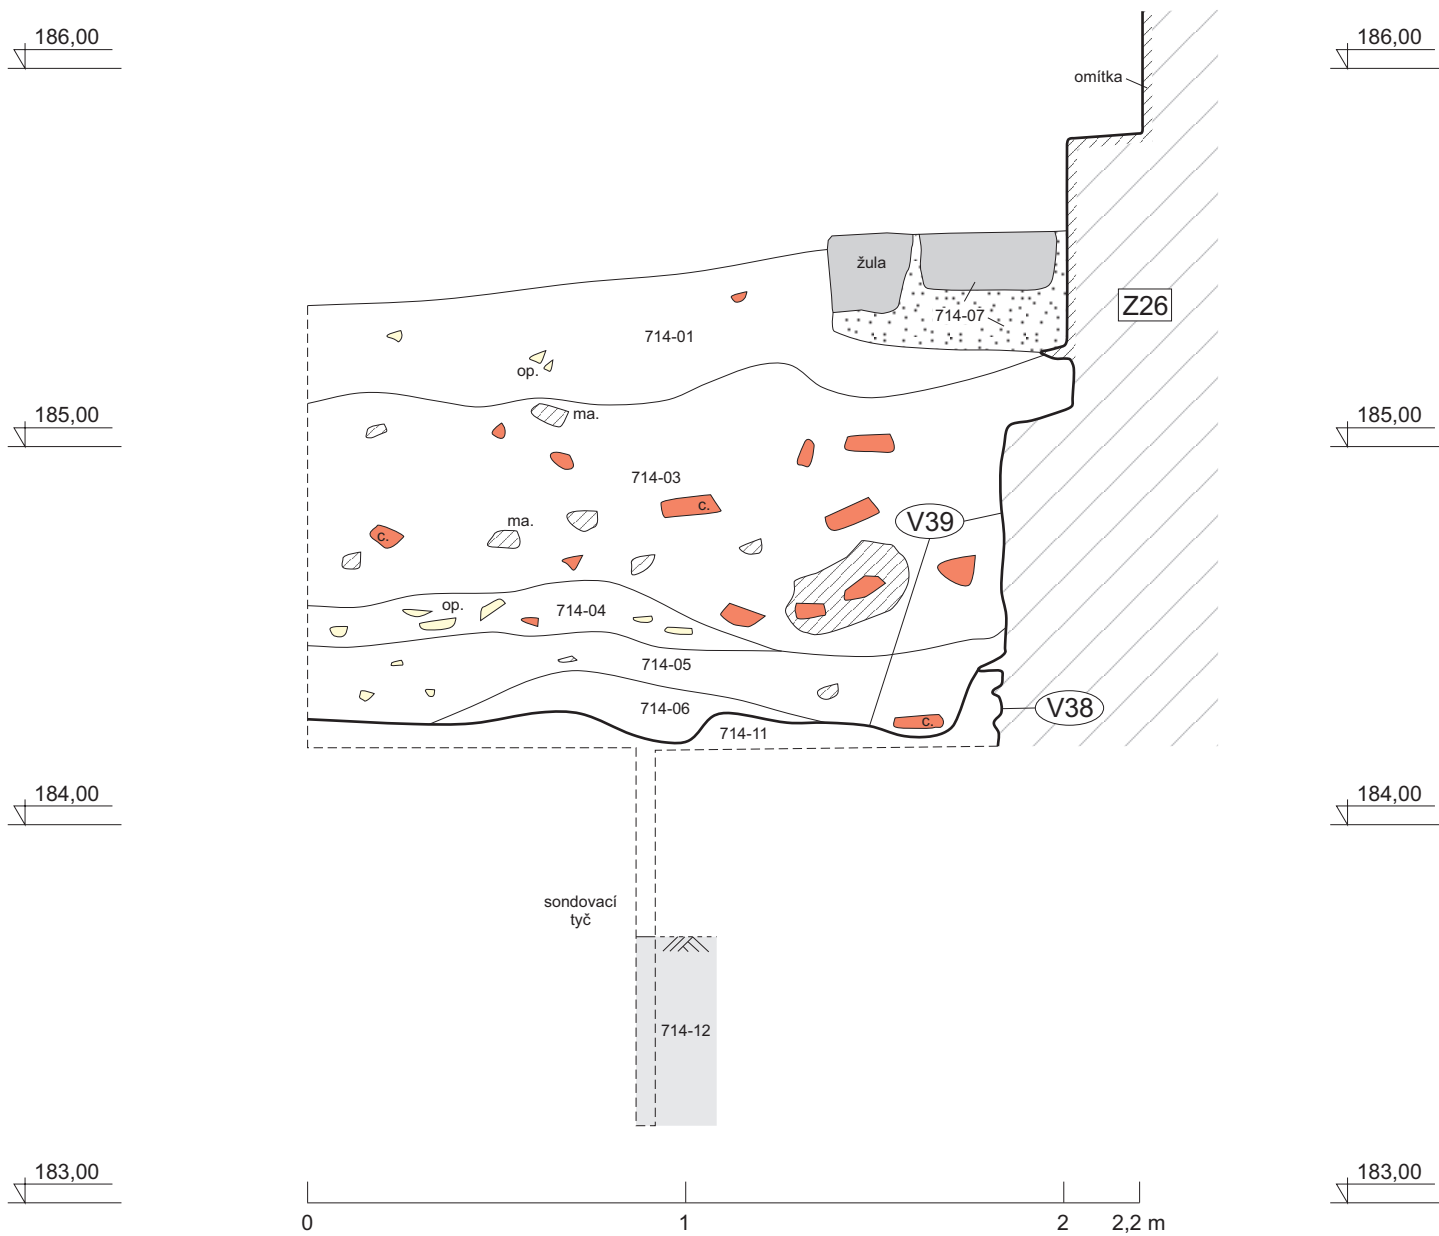 186,00
186,00
omítka
žula
Z26
714-07
714-01
op.
ma.
185,00
185,00
714-03
c.
ma.
V39
c.
op.
714-04
714-05
714-06
V38
c.
714-11
184,00
184,00
sondovací
tyč
714-12
183,00
183,00
0
1
2
2,2 m